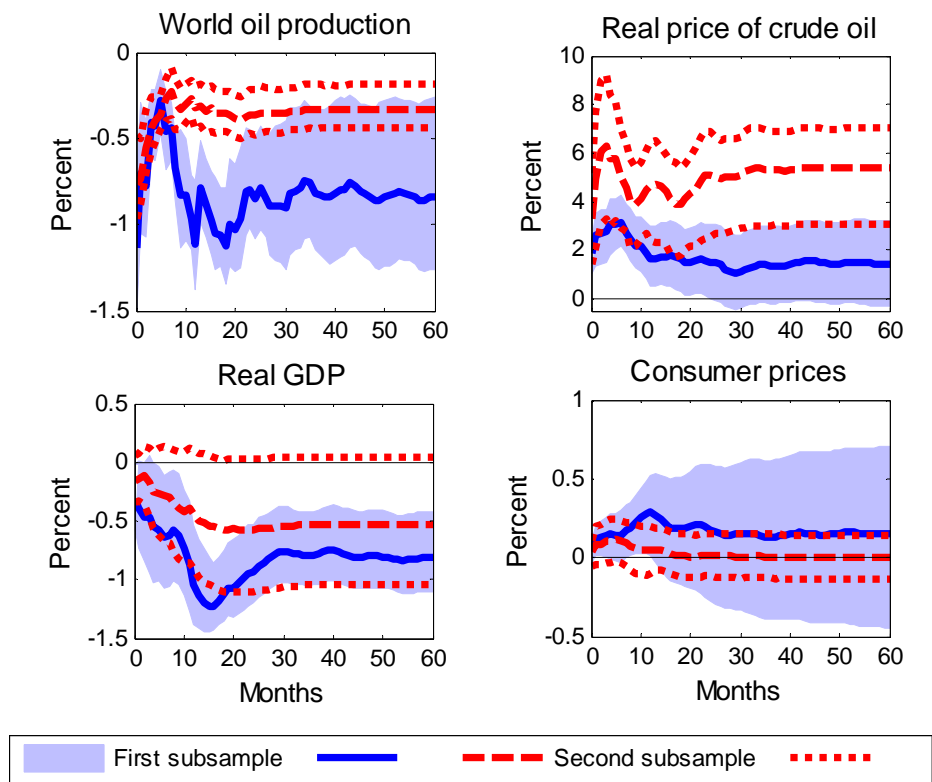 World oil production
Real price of crude oil
0
-0.5
-1
-1.5
Percent
0 10 20 30 40 50 60
10
8
6
4
2
0
Percent
0 10 20 30 40 50 60
Real GDP
Consumer prices
0.5
0
-0.5
-1
-1.5
Percent
0 10 20 30 40 50 60
Months
1
0.5
0
-0.5
Percent
0 10 20 30 40 50 60
Months
First subsample
Second subsample